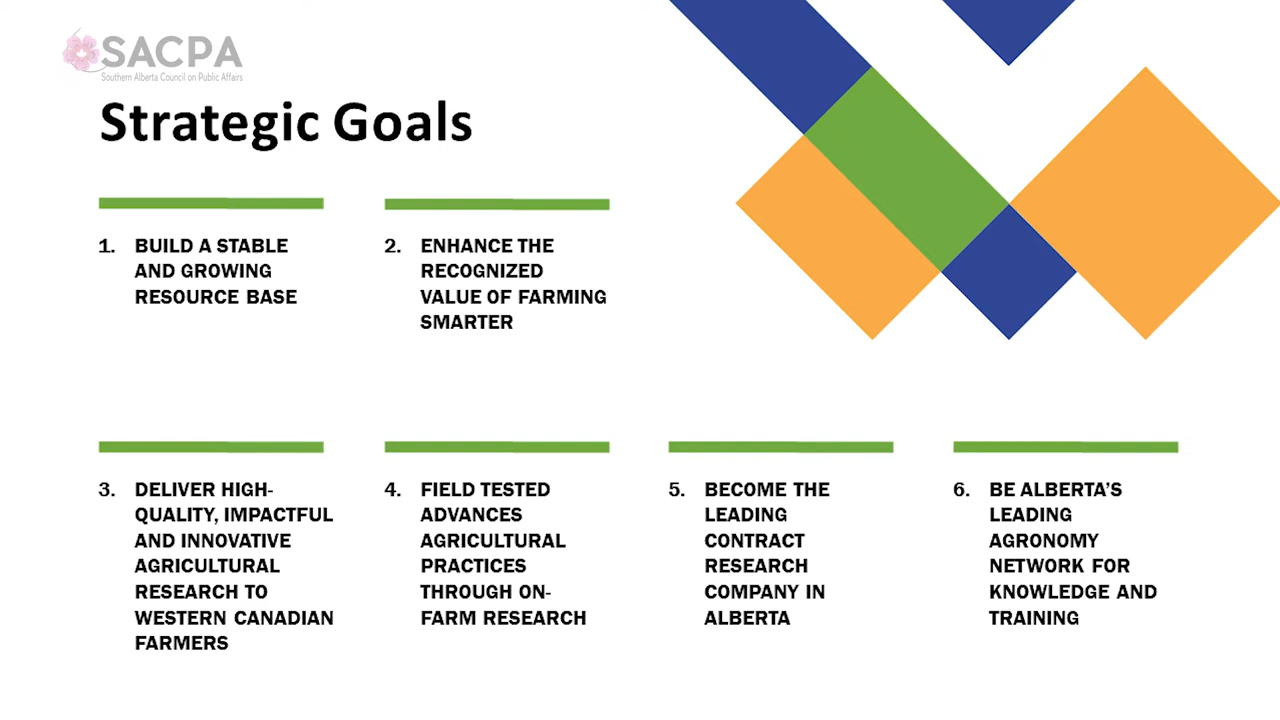 SACPA
Southern Alberta Council on Public Affairs
Strategic Goals
1. BUILD A STABLE
AND GROWING
RESOURCE BASE
2. ENHANCE THE
RECOGNIZED
VALUE OF FARMING
SMARTER
3. DELIVER HIGH-
QUALITY, IMPACTFUL
AND INNOVATIVE
AGRICULTURAL
RESEARCH TO
WESTERN CANADIAN
FARMERS
4. FIELD TESTED
ADVANCES
AGRICULTURAL
PRACTICES
THROUGH ON-
FARM RESEARCH
5. BECOME THE
LEADING
CONTRACT
RESEARCH
COMPANY IN
ALBERTA
6. BE ALBERTA’S
LEADING
AGRONOMY
NETWORK FOR
KNOWLEDGE AND
TRAINING